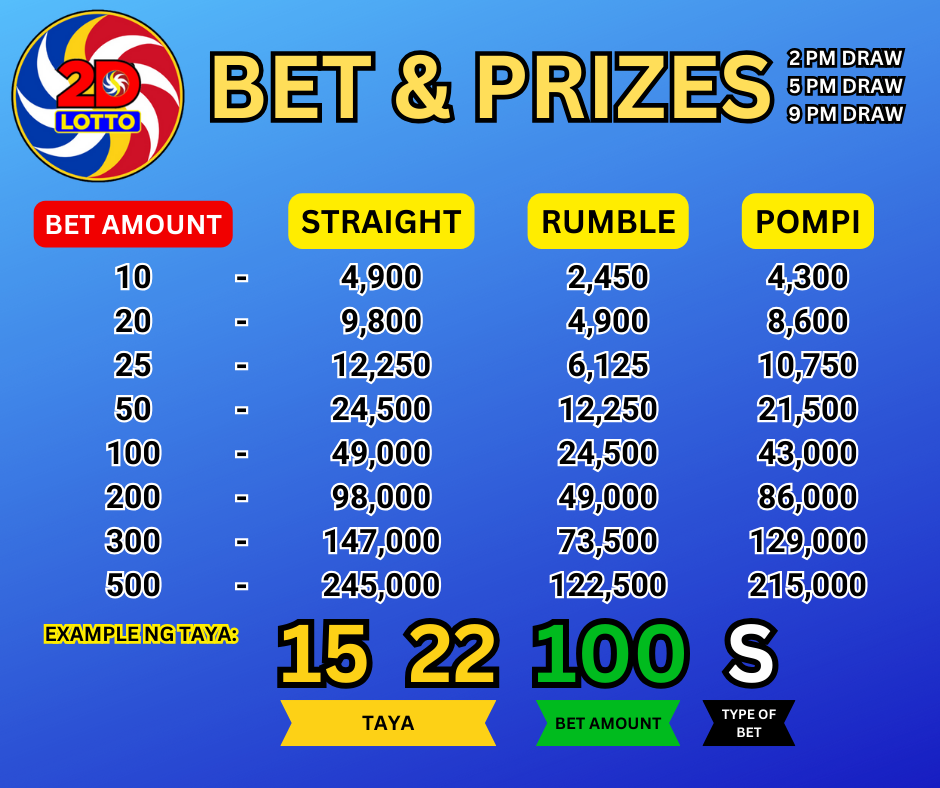 2D
LOTTO
BET & PRIZES
2 PM DRAW
5 PM DRAW
9 PM DRAW
BET AMOUNT STRAIGHT RUMBLE POMPI
10 - 4,900 2,450 4,300
20 - 9,800 4,900 8,600
25 - 12,250 6,125 10,750
50 - 24,500 12,250 21,500
100 - 49,000 24,500 43,000
200 - 98,000 49,000 86,000
300 - 147,000 73,500 129,000
500 - 245,000 122,500 215,000
EXAMPLE NG TAYA: 15 22 100 S
TAYA BET AMOUNT TYPE OF
BET